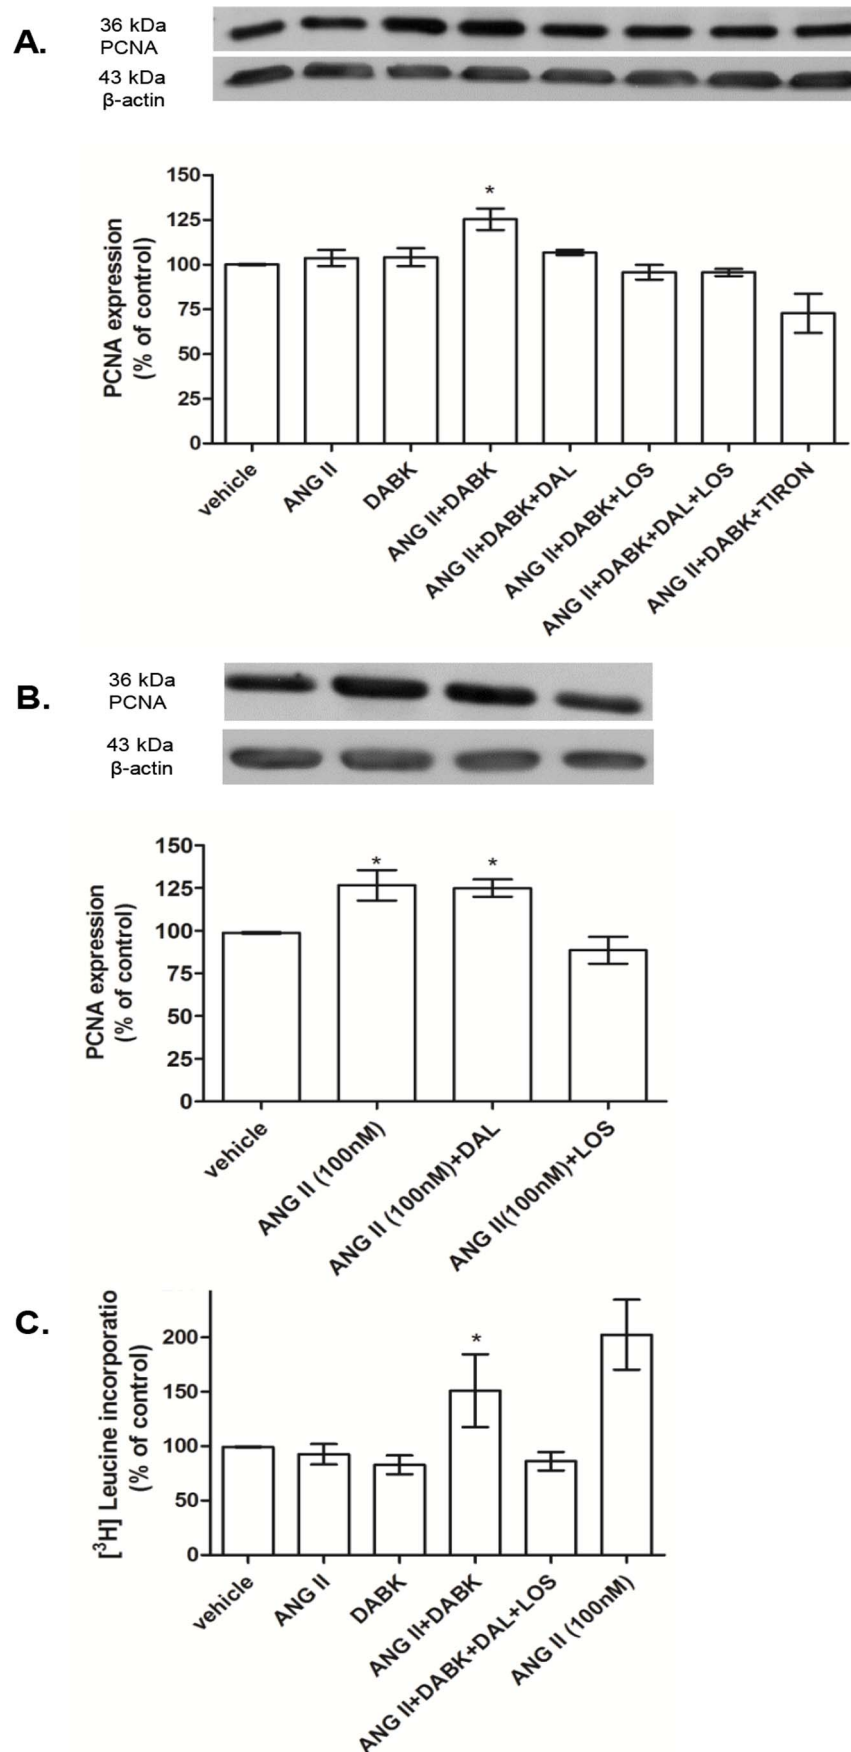 A.
36 kDa
PCNA
43 kDa
β-actin
PCNA expression
(% of control)
150
125
100
75
50
25
0
*
vehicle
ANG II
DABK
ANG II+DABK
ANG II+DABK+DAL
ANG II+DABK+LOS
ANG II+DABK+DAL+LOS
ANG II+DABK+TIRON
B.
36 kDa
PCNA
43 kDa
β-actin
PCNA expression
(% of control)
150
125
100
75
50
25
0
*
*
vehicle
ANG II (100nM)
ANG II (100nM)+DAL
ANG II(100nM)+LOS
C.
[³H] Leucine incorporatio
(% of control)
200
150
100
50
0
*
vehicle
ANG II
DABK
ANG II+DABK
ANG II+DABK+DAL+LOS
ANG II (100nM)